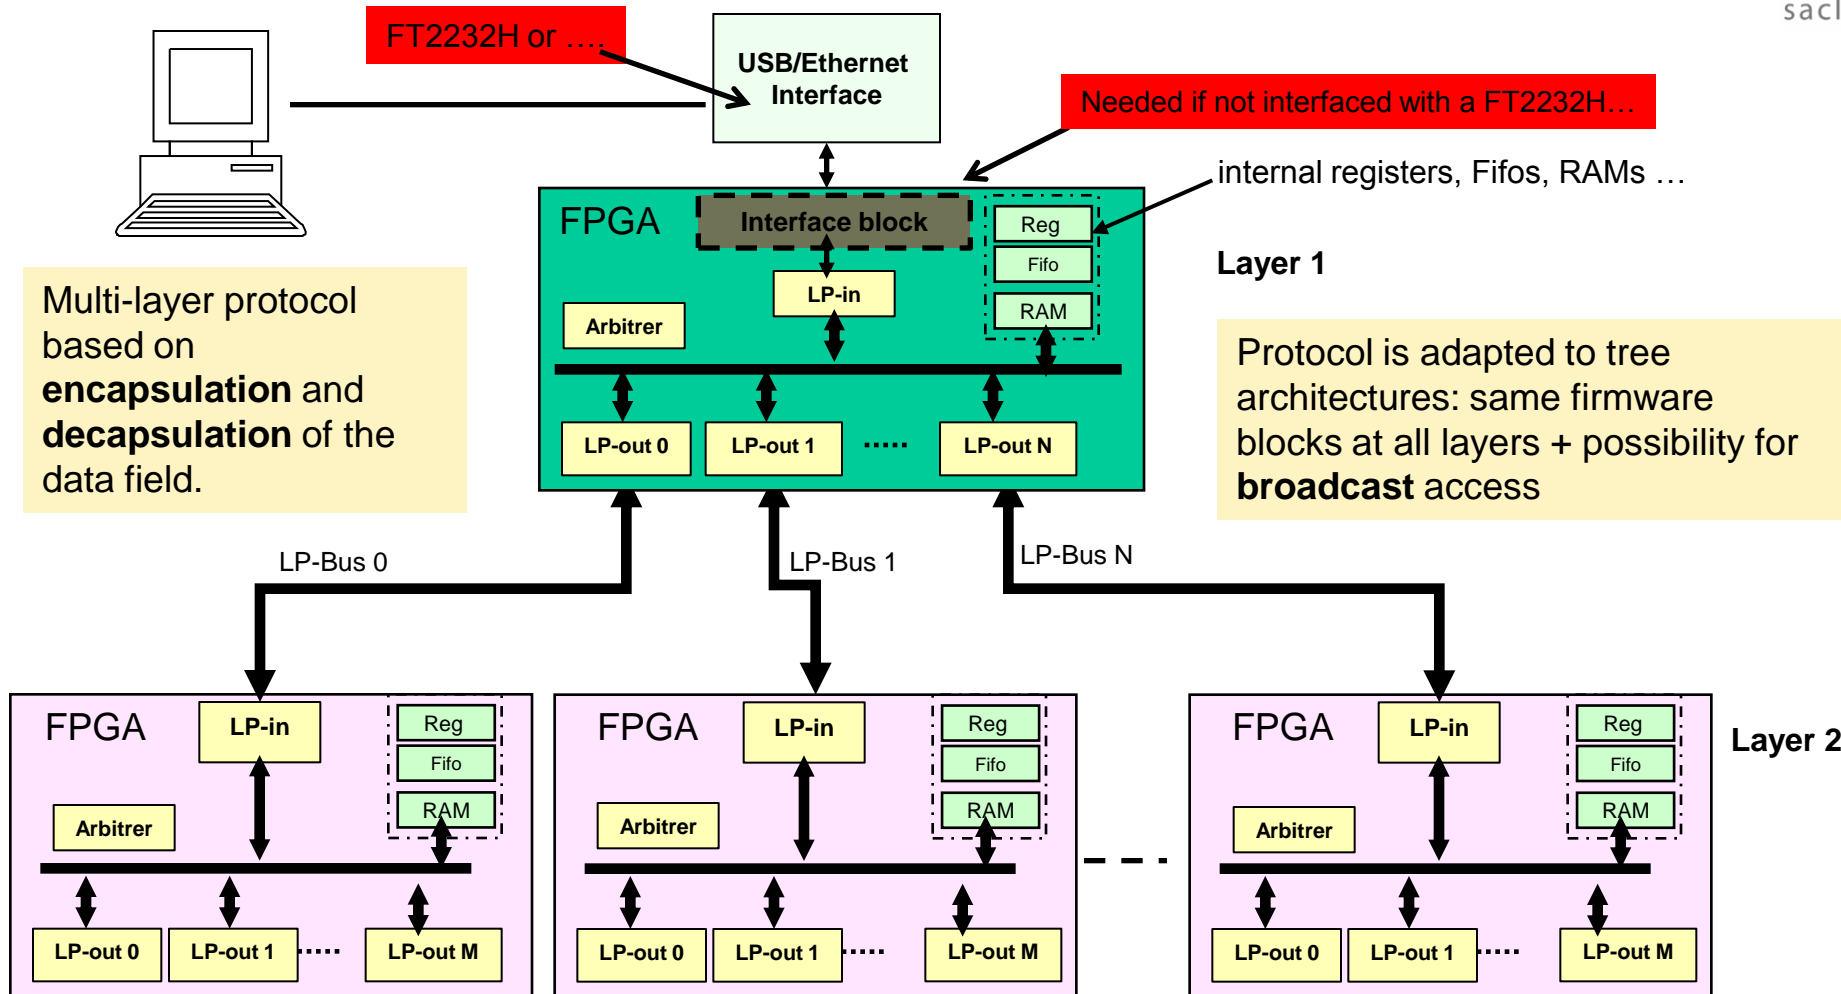 sacl
FT2232H or ….
USB/Ethernet
Interface
Needed if not interfaced with a FT2232H…
internal registers, Fifos, RAMs …
FPGA
Interface block
Reg
Fifo
RAM
LP-in
Arbitrer
LP-out 0
LP-out 1
.....
LP-out N
Layer 1
Multi-layer protocol
based on
encapsulation and
decapsulation of the
data field.
Protocol is adapted to tree
architectures: same firmware
blocks at all layers + possibility for
broadcast access
LP-Bus 0
LP-Bus 1
LP-Bus N
FPGA
LP-in
Reg
Fifo
RAM
Arbitrer
LP-out 0
LP-out 1
.....
LP-out M
FPGA
LP-in
Reg
Fifo
RAM
Arbitrer
LP-out 0
LP-out 1
.....
LP-out M
FPGA
LP-in
Reg
Fifo
RAM
Arbitrer
LP-out 0
LP-out 1
.....
LP-out M
Layer 2